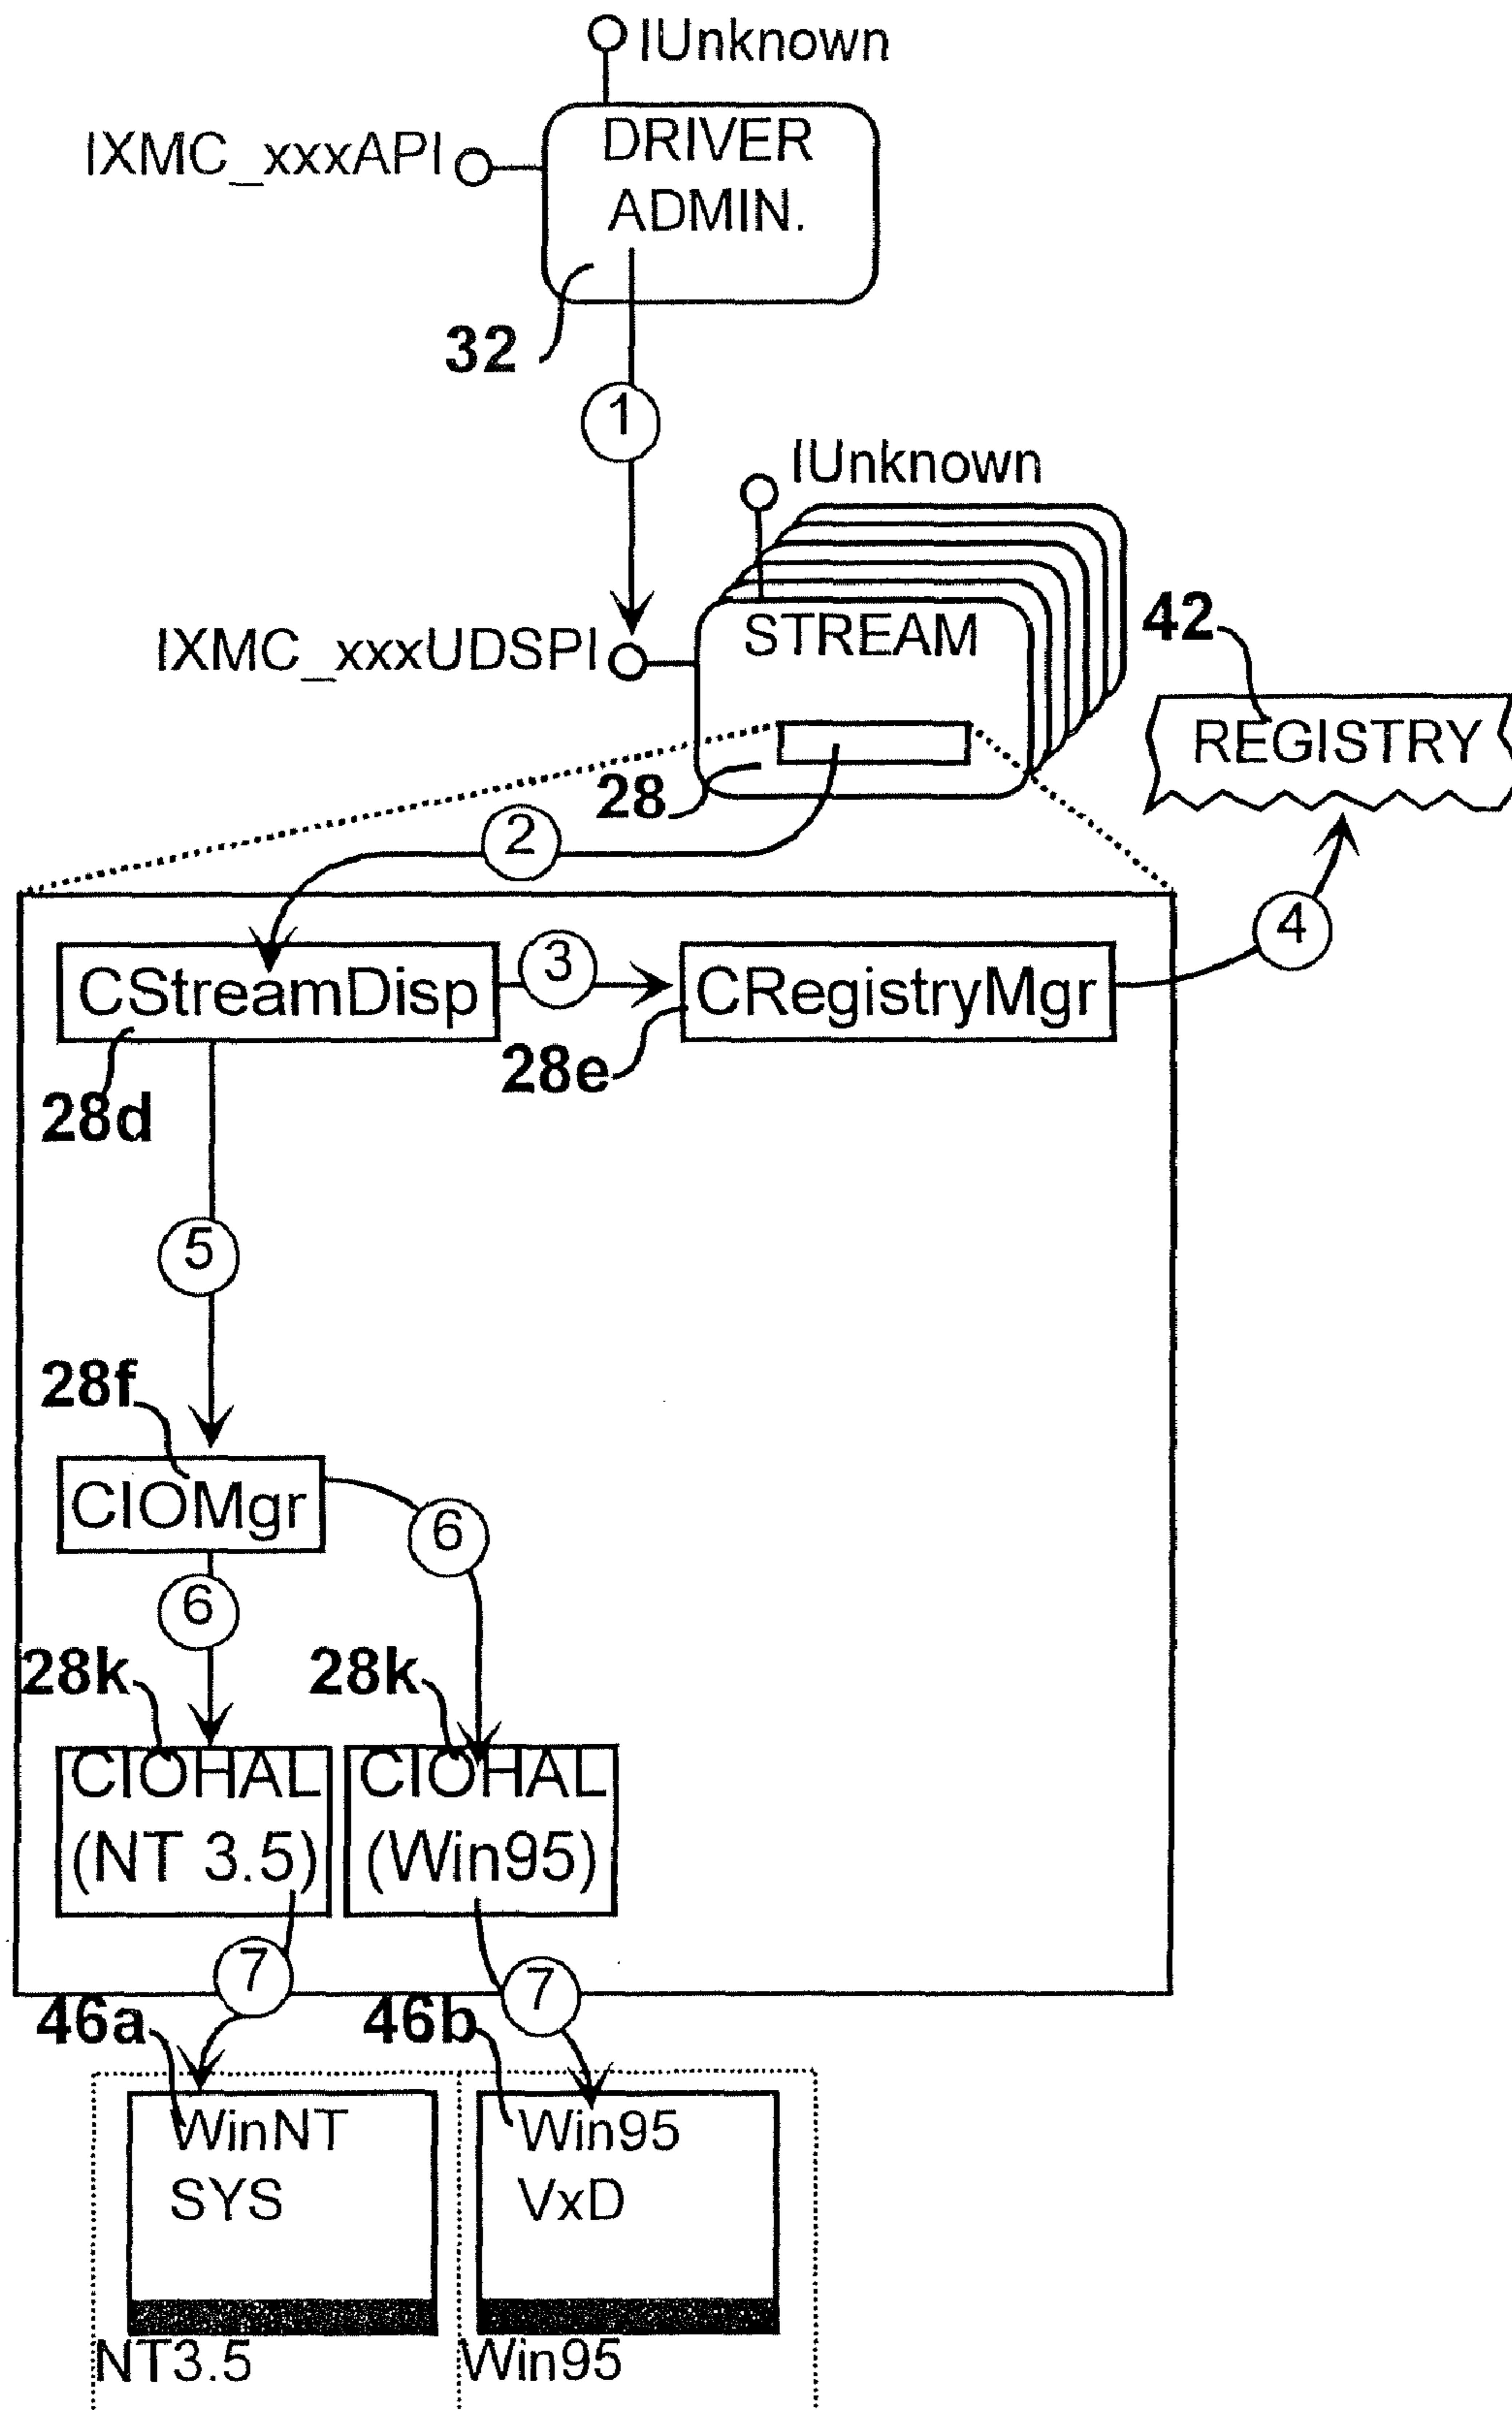 IUnknown
IXMC_xxxAPI
DRIVER
ADMIN.
32
1
IUnknown
IXMC_xxxUDSPI
STREAM
42
REGISTRY
28
2
CStreamDisp
3
CRegistryMgr
4
28d
28e
5
28f
CIOMgr
6
6
28k
28k
CIOHAL
(NT 3.5)
CIOHAL
(Win95)
7
7
46a
46b
WinNT
SYS
Win95
VxD
NT3.5
Win95